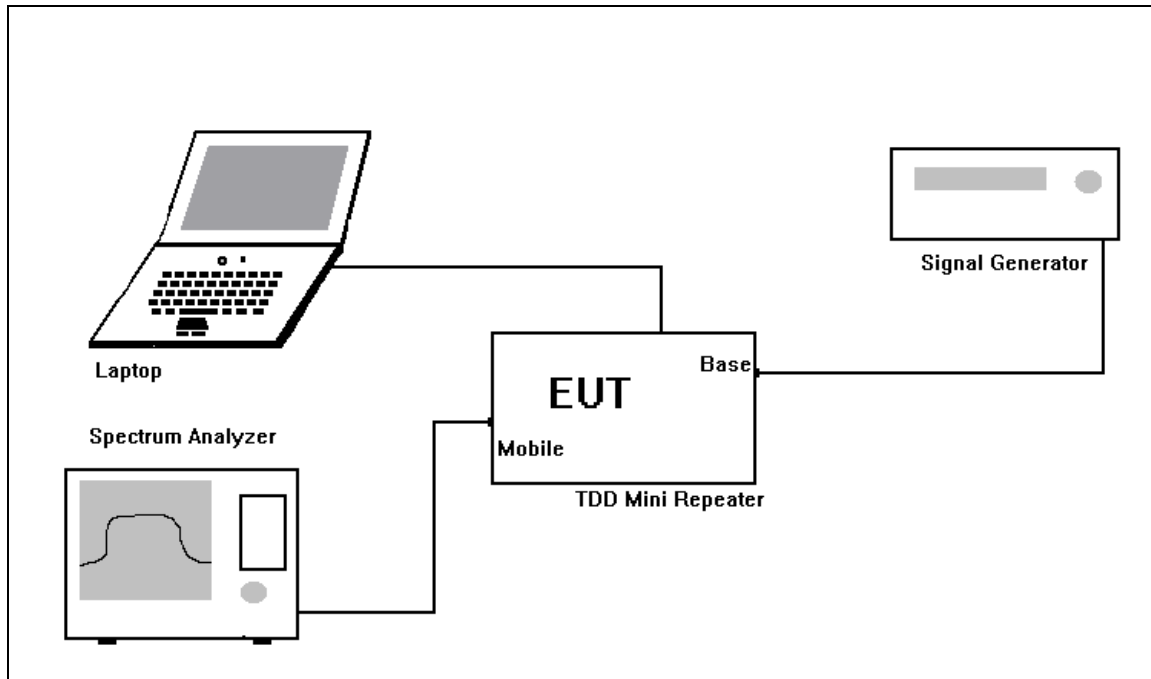 Signal Generator
Laptop
Base
EUT
Spectrum Analyzer
Mobile
TDD Mini Repeater